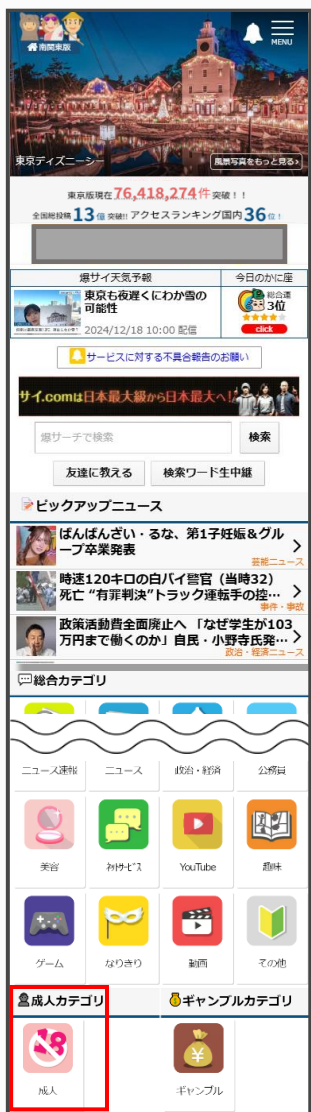 南関東版
MENU
東京ディズニーシー
風景写真をもっと見る›
東京版現在76,418,274件 突破！！
全国総投稿13億 突破!! アクセスランキング国内36位！
爆サイ天気予報
今日のかに座
東京も夜遅くにわか雪の
可能性
2024/12/18 10:00 配信
総合運
3位
click
サービスに対する不具合報告のお願い
サイ.comは日本最大級から日本最大へ!!
爆サーチで検索
検索
友達に教える
検索ワード生中継
ピックアップニュース
ばんばんざい・るな、第1子妊娠&グル
ープ卒業発表
芸能ニュース
時速120キロの白バイ警官（当時32）
死亡 “有罪判決”トラック運転手の控…
事件・事故
政策活動費全面廃止へ 「なぜ学生が103
万円まで働くのか」自民・小野寺氏発…
政治・経済ニュース
総合カテゴリ
ニュース速報
ニュース
政治・経済
公務員
美容
ネットサービス
YouTube
趣味
ゲーム
なりきり
動画
その他
成人カテゴリ
ギャンブルカテゴリ
18
¥
成人
ギャンブル